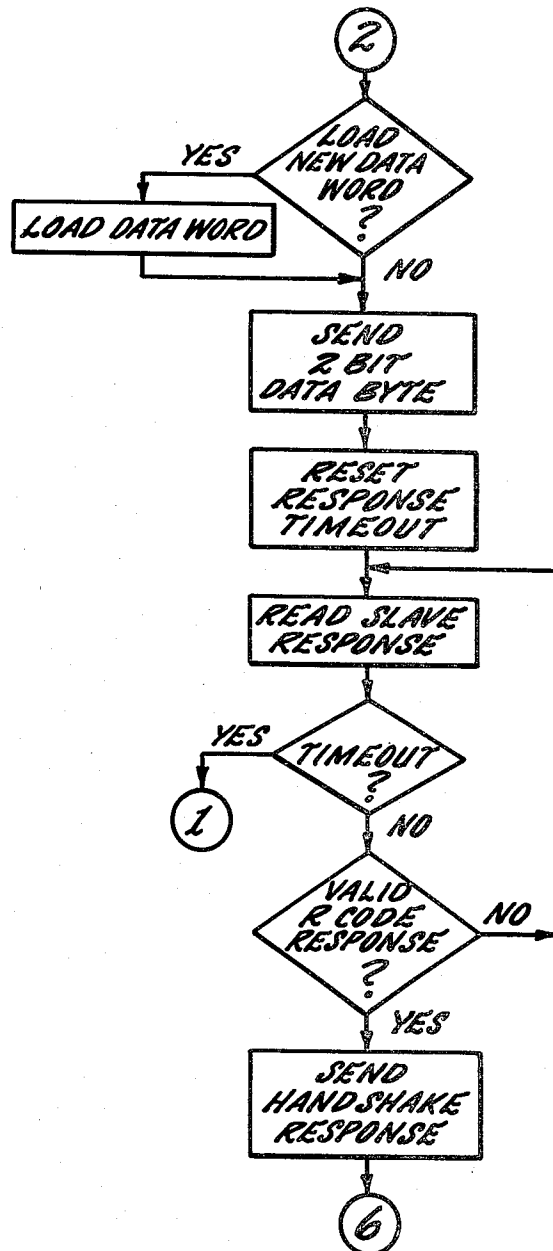 2
LOAD
NEW DATA
WORD
?
YES
LOAD DATA WORD
NO
SEND
2 BIT
DATA BYTE
RESET
RESPONSE
TIMEOUT
READ SLAVE
RESPONSE
YES
TIMEOUT
?
1
NO
VALID
R CODE
RESPONSE
?
NO
YES
SEND
HANDSHAKE
RESPONSE
6